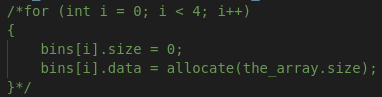 /*for (int i = 0; i < 4; i++)
{
    bins[i].size = 0;
    bins[i].data = allocate(the_array.size);
}*/